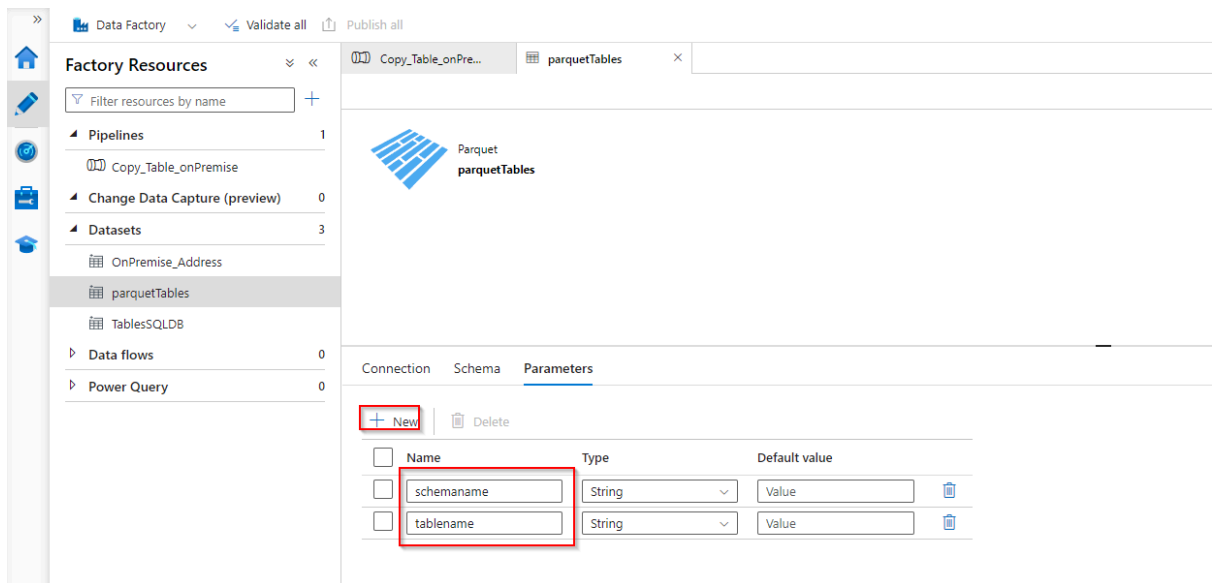 Data Factory
Validate all
Publish all
Factory Resources
Filter resources by name
Pipelines 1
Copy_Table_onPremise
Change Data Capture (preview) 0
Datasets 3
OnPremise_Address
parquetTables
TablesSQLDB
Data flows 0
Power Query 0
Copy_Table_onPre...
parquetTables
Parquet
parquetTables
Connection Schema Parameters
New Delete
Name Type Default value
schemaname String Value
tablename String Value